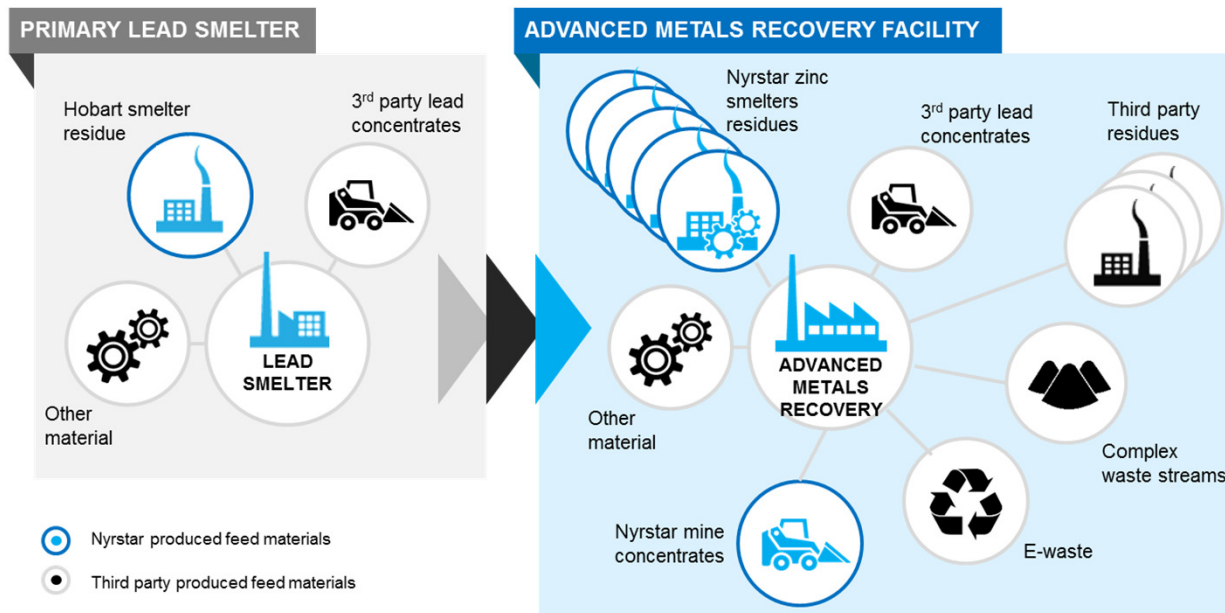 PRIMARY LEAD SMELTER
Hobart smelter
residue
3rd party lead
concentrates
LEAD
SMELTER
Other
material
Nyrstar produced feed materials
Third party produced feed materials
ADVANCED METALS RECOVERY FACILITY
Nyrstar zinc
smelters
residues
3rd party lead
concentrates
Third party
residues
ADVANCED
METALS
RECOVERY
Other
material
Complex
waste streams
Nyrstar mine
concentrates
E-waste